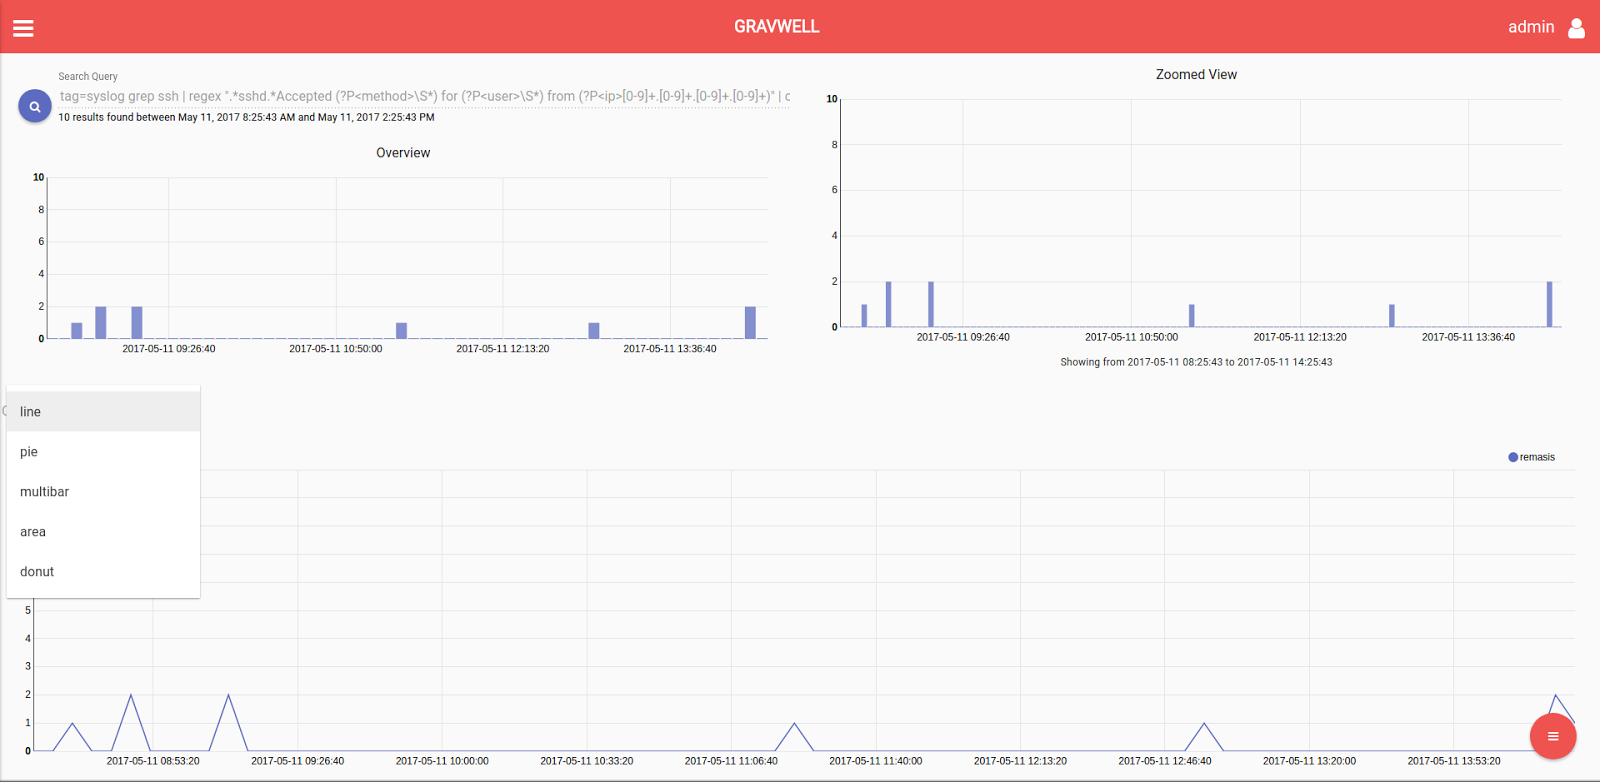 GRAVWELL
admin
Search Query
tag=syslog grep ssh | regex ".*sshd.*Accepted (?P<method>\S*) for (?P<user>\S*) from (?P<ip>[0-9]+.[0-9]+.[0-9]+.[0-9]+)" | c
10 results found between May 11, 2017 8:25:43 AM and May 11, 2017 2:25:43 PM
Overview
10
8
6
4
2
0
2017-05-11 09:26:40 2017-05-11 10:50:00 2017-05-11 12:13:20 2017-05-11 13:36:40
Zoomed View
10
8
6
4
2
0
2017-05-11 09:26:40 2017-05-11 10:50:00 2017-05-11 12:13:20 2017-05-11 13:36:40
Showing from 2017-05-11 08:25:43 to 2017-05-11 14:25:43
line
pie
multibar
area
donut
remasis
5
4
3
2
1
0
2017-05-11 08:53:20 2017-05-11 09:26:40 2017-05-11 10:00:00 2017-05-11 10:33:20 2017-05-11 11:06:40 2017-05-11 11:40:00 2017-05-11 12:13:20 2017-05-11 12:46:40 2017-05-11 13:20:00 2017-05-11 13:53:20